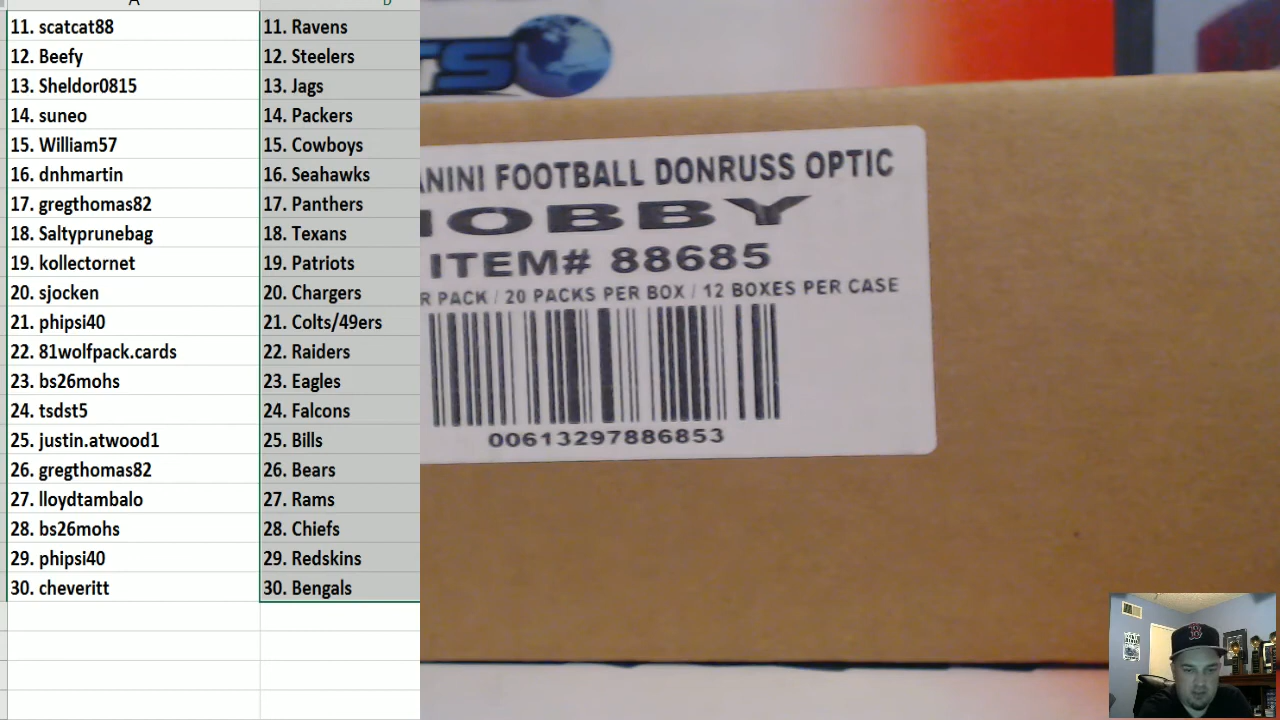 11. scatcat88 11. Ravens
12. Beefy 12. Steelers
13. Sheldor0815 13. Jags
14. suneo 14. Packers
15. William57 15. Cowboys
16. dnhmartin 16. Seahawks
17. gregthomas82 17. Panthers
18. Saltyprunebag 18. Texans
19. kollectornet 19. Patriots
20. sjocken 20. Chargers
21. phipsi40 21. Colts/49ers
22. 81wolfpack.cards 22. Raiders
23. bs26mohs 23. Eagles
24. tsdst5 24. Falcons
25. justin.atwood1 25. Bills
26. gregthomas82 26. Bears
27. lloydtambalo 27. Rams
28. bs26mohs 28. Chiefs
29. phipsi40 29. Redskins
30. cheveritt 30. Bengals
TS
ANINI FOOTBALL DONRUSS OPTIC
HOBBY
ITEM# 88685
R PACK / 20 PACKS PER BOX / 12 BOXES PER CASE
00613297886853